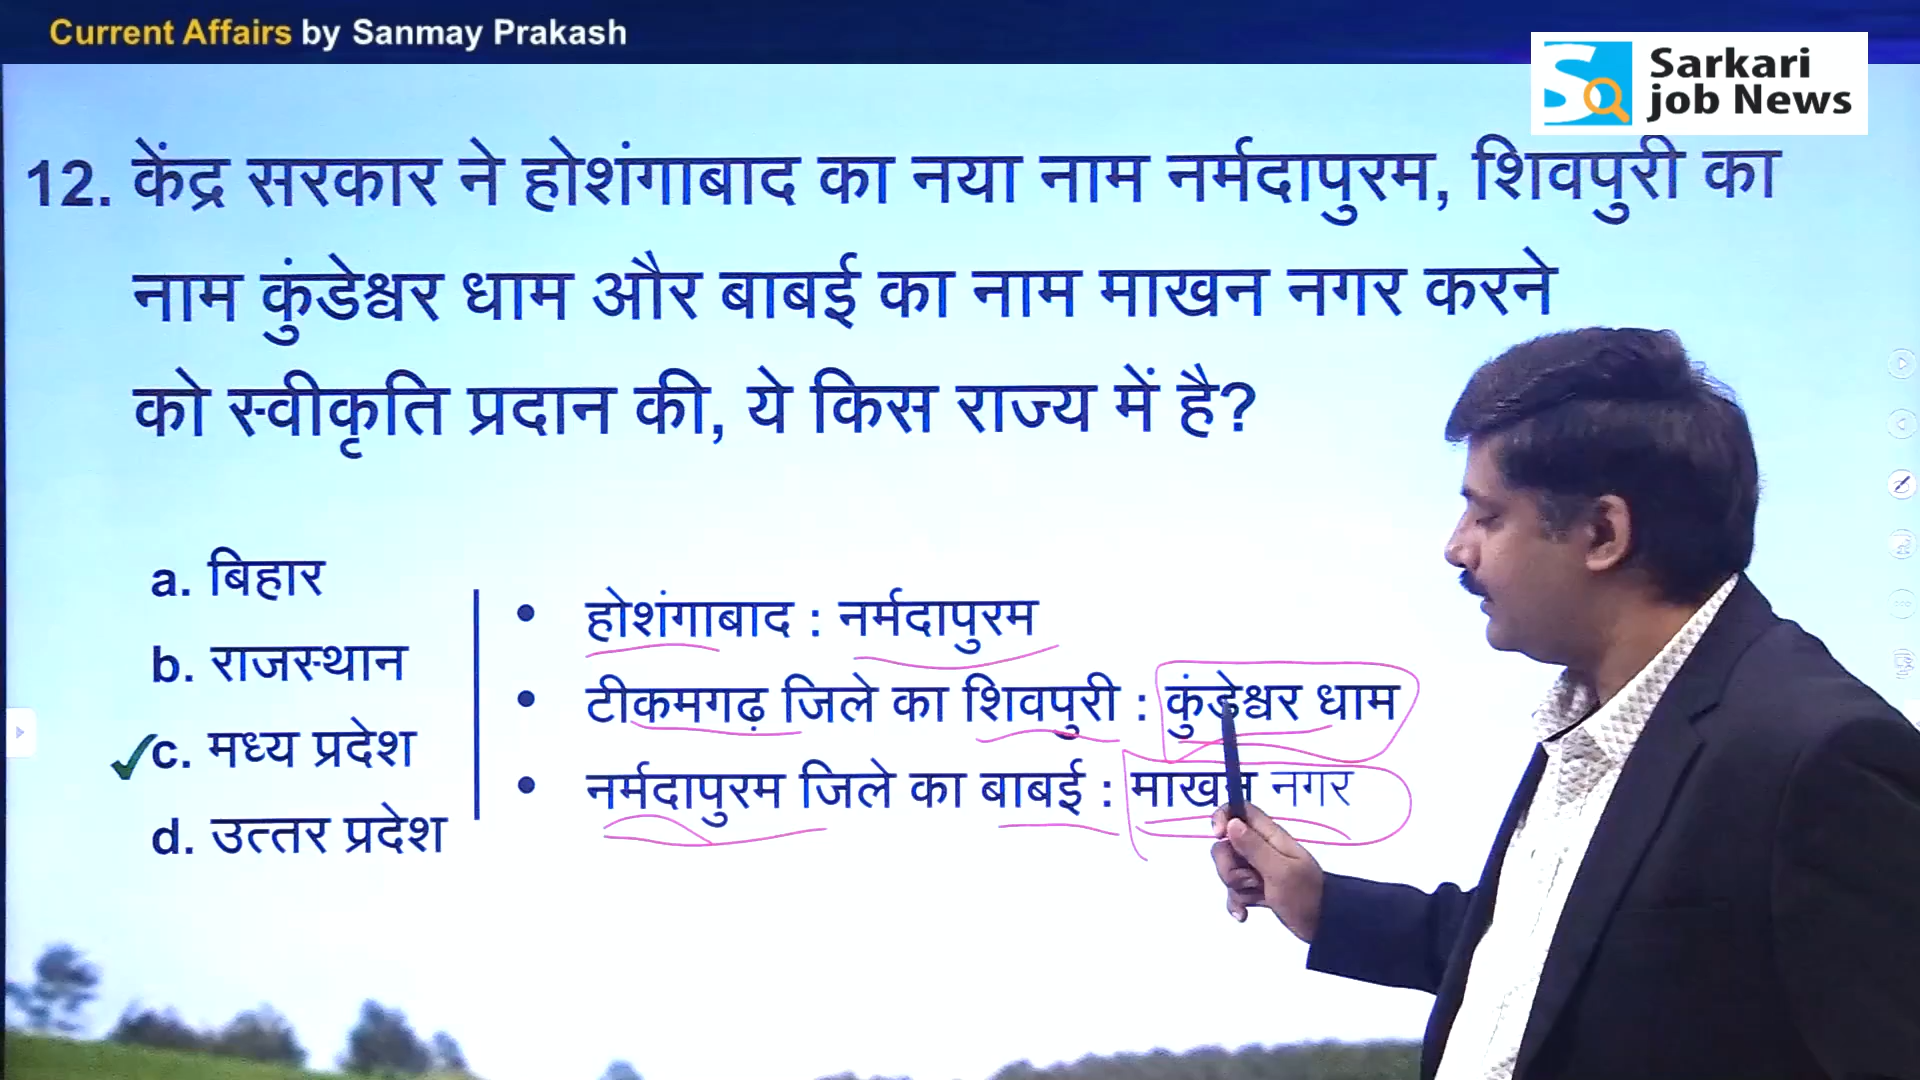 Current Affairs by Sanmay Prakash
Sarkari
job News
12. केंद्र सरकार ने होशंगाबाद का नया नाम नर्मदापुरम, शिवपुरी का
नाम कुंडेश्वर धाम और बाबई का नाम माखन नगर करने
को स्वीकृति प्रदान की, ये किस राज्य में है?
a. बिहार
b. राजस्थान
c. मध्य प्रदेश
d. उत्तर प्रदेश
• होशंगाबाद : नर्मदापुरम
• टीकमगढ़ जिले का शिवपुरी : कुंडेश्वर धाम
• नर्मदापुरम जिले का बाबई : माखन नगर